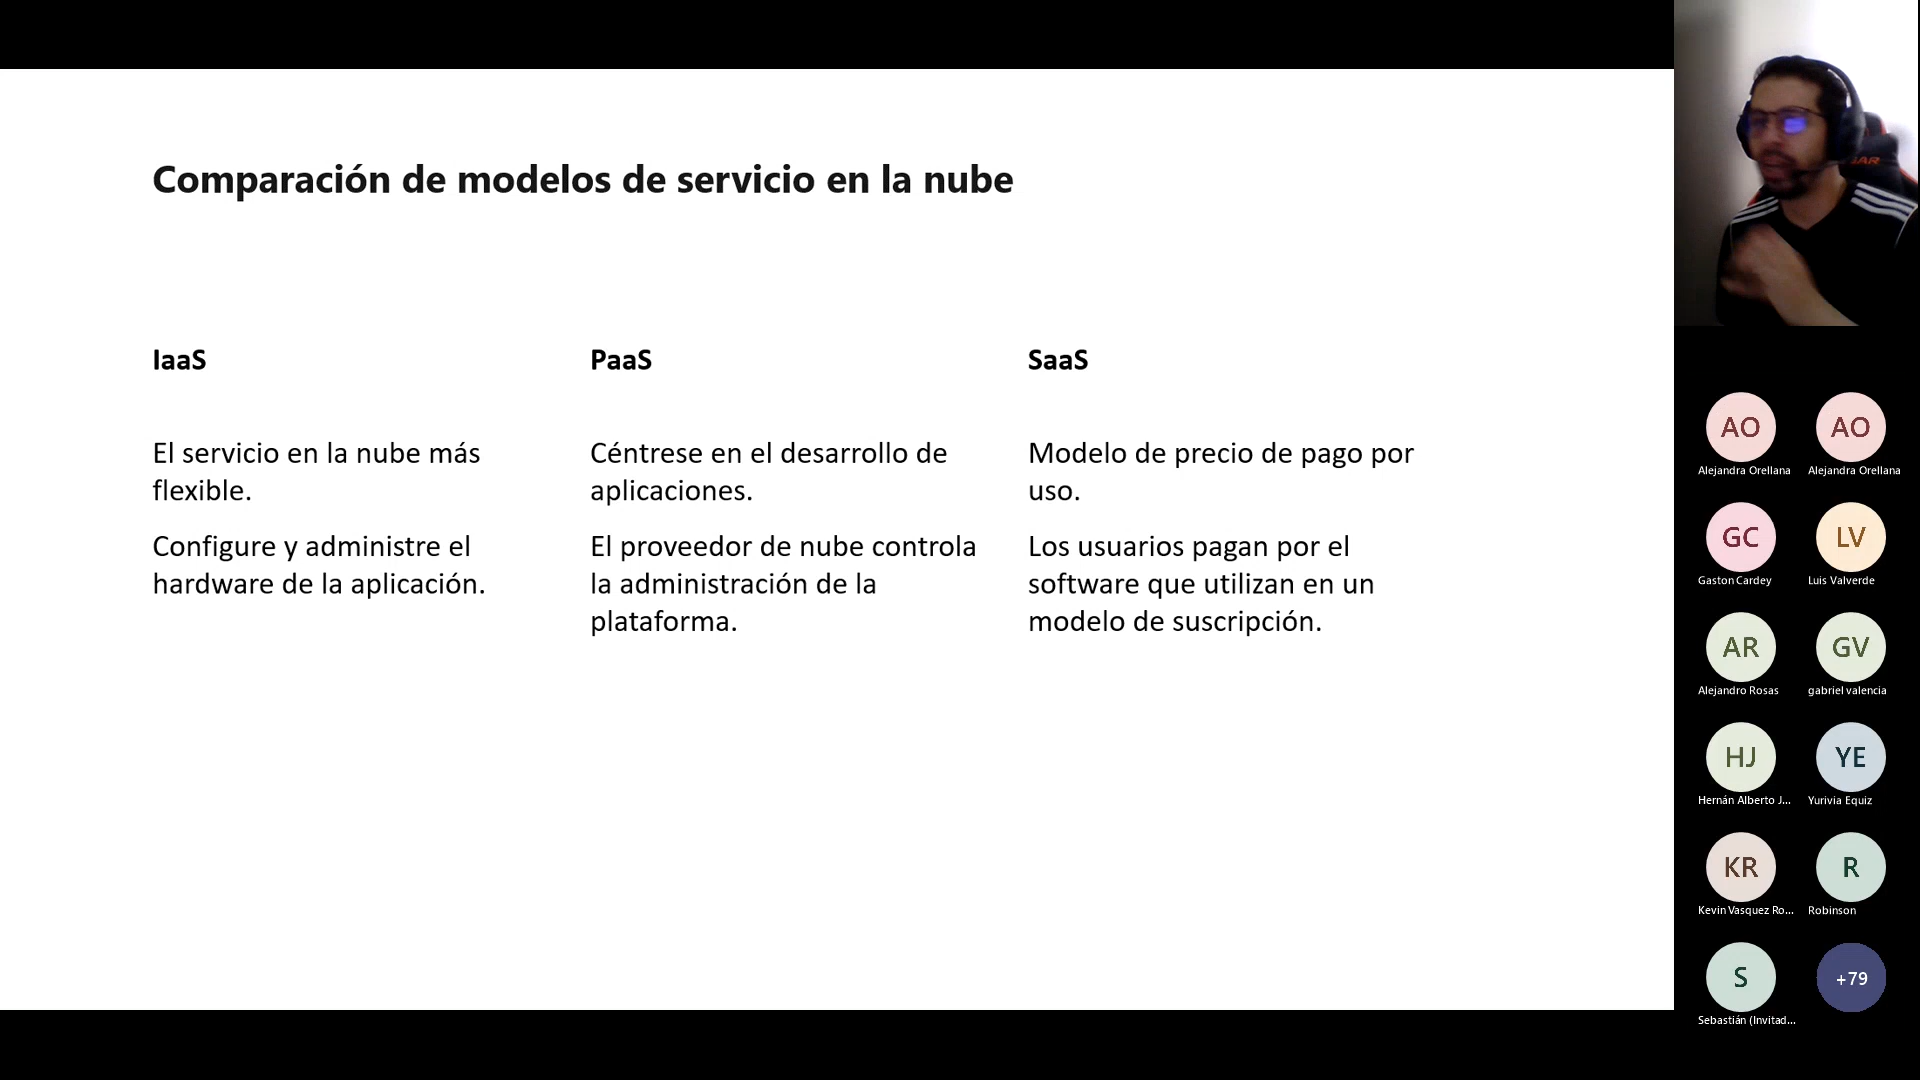 Comparación de modelos de servicio en la nube
IaaS
El servicio en la nube más
flexible.
Configure y administre el
hardware de la aplicación.
PaaS
Céntrese en el desarrollo de
aplicaciones.
El proveedor de nube controla
la administración de la
plataforma.
SaaS
Modelo de precio de pago por
uso.
Los usuarios pagan por el
software que utilizan en un
modelo de suscripción.
AO
Alejandra Orellana
AO
Alejandra Orellana
GC
Gaston Cardey
LV
Luis Valverde
AR
Alejandro Rosas
GV
gabriel valencia
HJ
Hernán Alberto J...
YE
Yurivia Equiz
KR
Kevin Vasquez Ro...
R
Robinson
S
Sebastián (Invitad...
+79